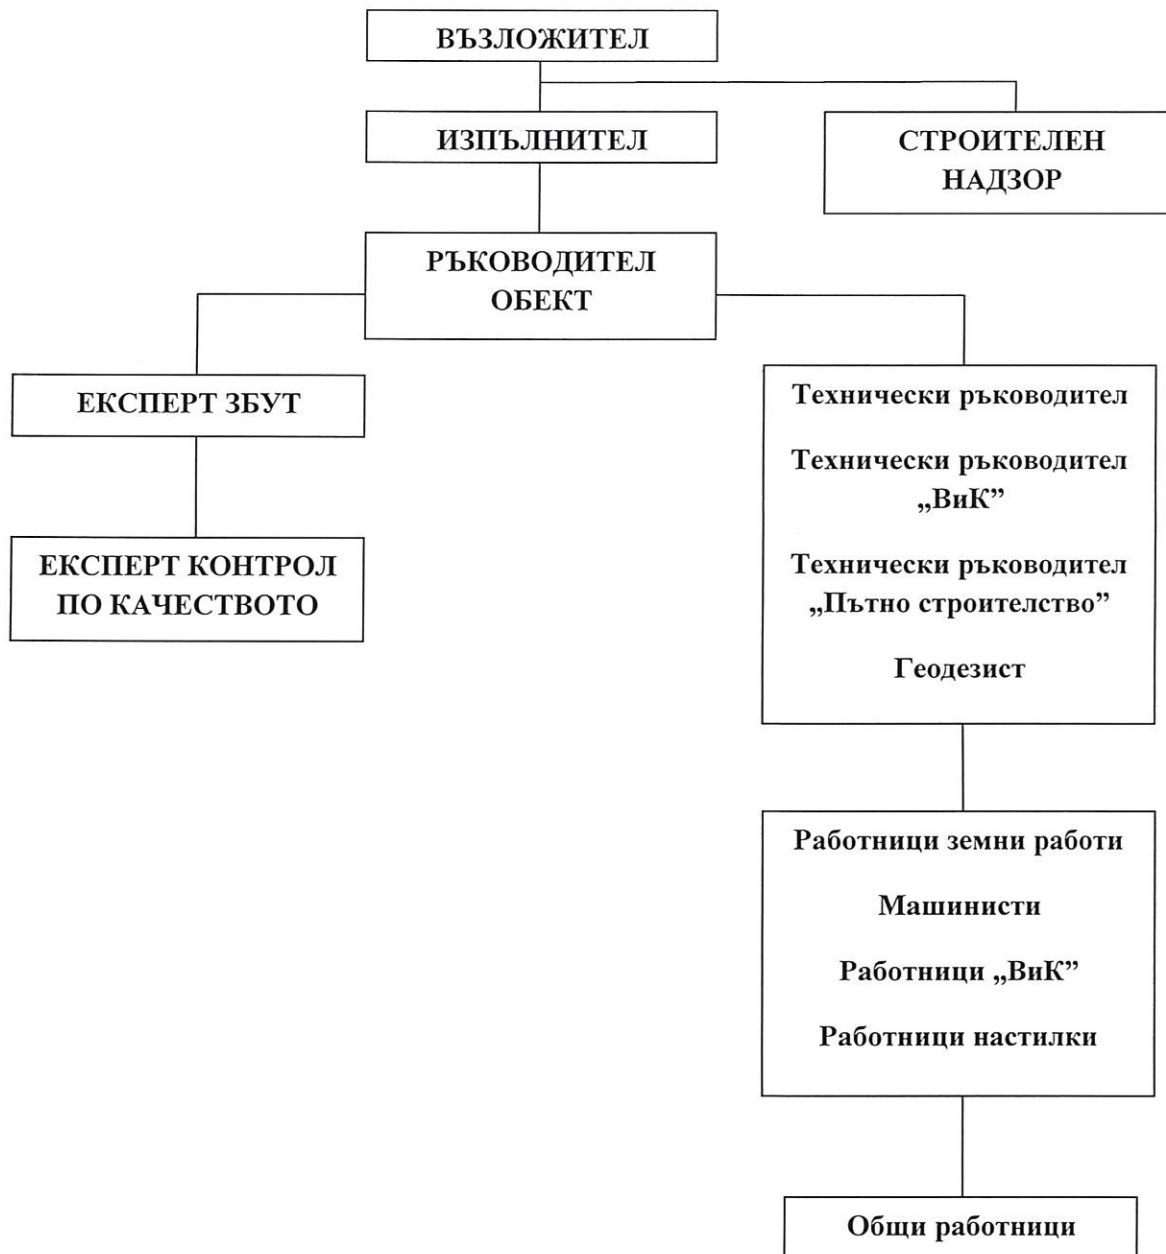 ВЪЗЛОЖИТЕЛ
ИЗПЪЛНИТЕЛ
СТРОИТЕЛЕН
НАДЗОР
РЪКОВОДИТЕЛ
ОБЕКТ
ЕКСПЕРТ ЗБУТ
ЕКСПЕРТ КОНТРОЛ
ПО КАЧЕСТВОТО
Технически ръководител
Технически ръководител
„ВиК”
Технически ръководител
„Пътно строителство”
Геодезист
Работници земни работи
Машинисти
Работници „ВиК”
Работници настилки
Общи работници